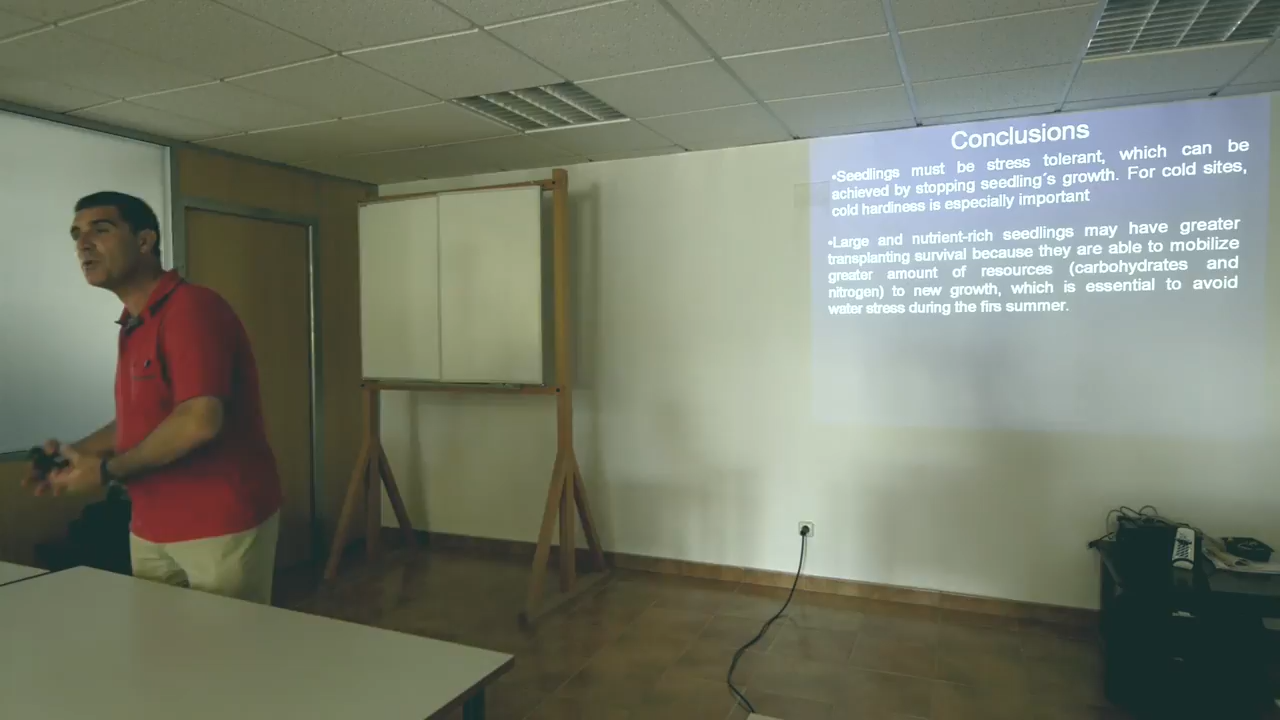 Conclusions
•Seedlings must be stress tolerant, which can be
achieved by stopping seedling´s growth. For cold sites,
cold hardiness is especially important
•Large and nutrient-rich seedlings may have greater
transplanting survival because they are able to mobilize
greater amount of resources (carbohydrates and
nitrogen) to new growth, which is essential to avoid
water stress during the firs summer.